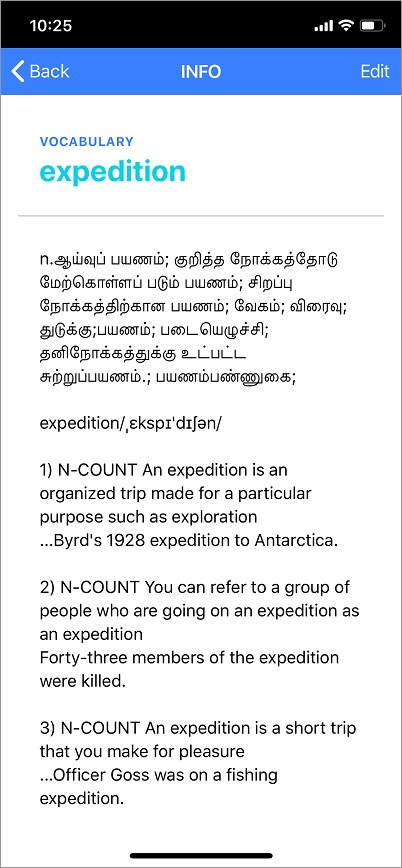 10:25
Back
INFO
Edit
VOCABULARY
expedition
n.ஆய்வுப் பயணம்; குறித்த நோக்கத்தோடு
மேற்கொள்ளப் படும் பயணம்; சிறப்பு
நோக்கத்திற்கான பயணம்; வேகம்; விரைவு;
துடுக்கு;பயணம்; படையெழுச்சி;
தனிநோக்கத்துக்கு உட்பட்ட
சுற்றுப்பயணம்.; பயணம்பண்ணுகை;
expedition/ˌɛkspɪˈdɪʃən/
1) N-COUNT An expedition is an
organized trip made for a particular
purpose such as exploration
...Byrd's 1928 expedition to Antarctica.
2) N-COUNT You can refer to a group of
people who are going on an expedition as
an expedition
Forty-three members of the expedition
were killed.
3) N-COUNT An expedition is a short trip
that you make for pleasure
...Officer Goss was on a fishing
expedition.